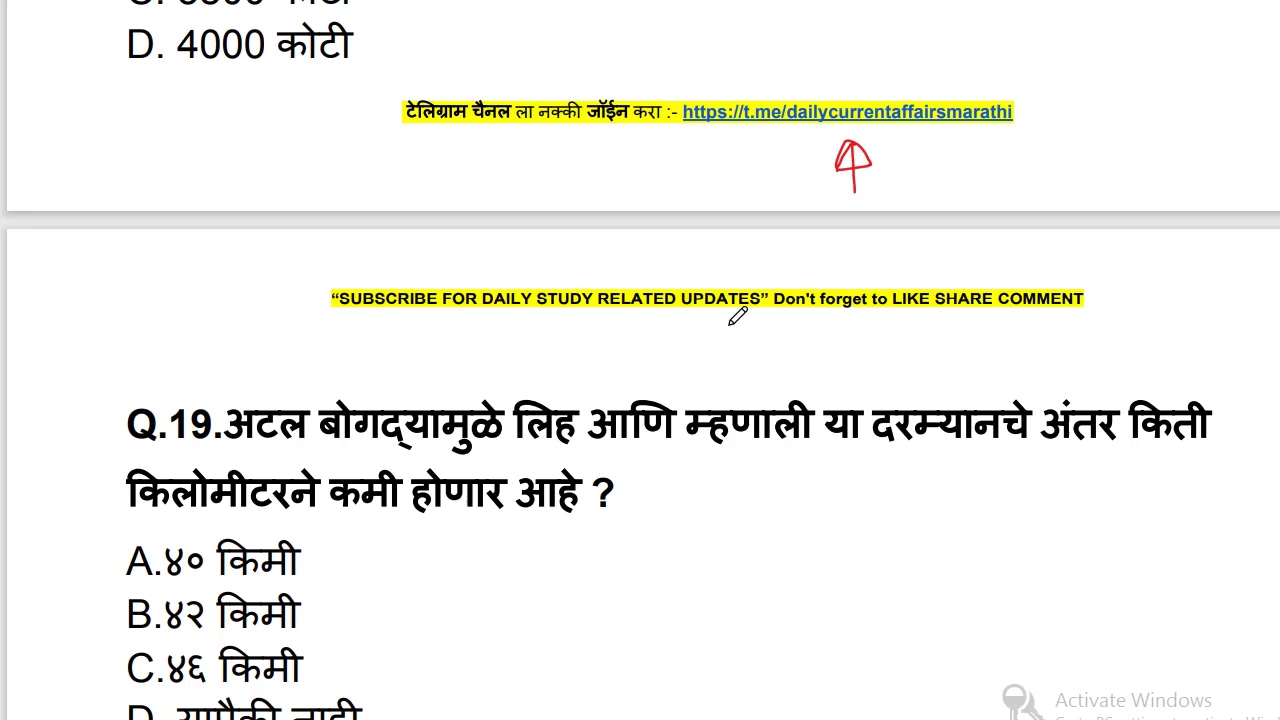 D. 4000 कोटी
टेलिग्राम चैनल ला नक्की जॉईन करा :- https://t.me/dailycurrentaffairsmarathi
“SUBSCRIBE FOR DAILY STUDY RELATED UPDATES” Don't forget to LIKE SHARE COMMENT
Q.19.अटल बोगद्यामुळे लिह आणि म्हणाली या दरम्यानचे अंतर किती
किलोमीटरने कमी होणार आहे ?
A.४० किमी
B.४२ किमी
C.४६ किमी
Activate Windows